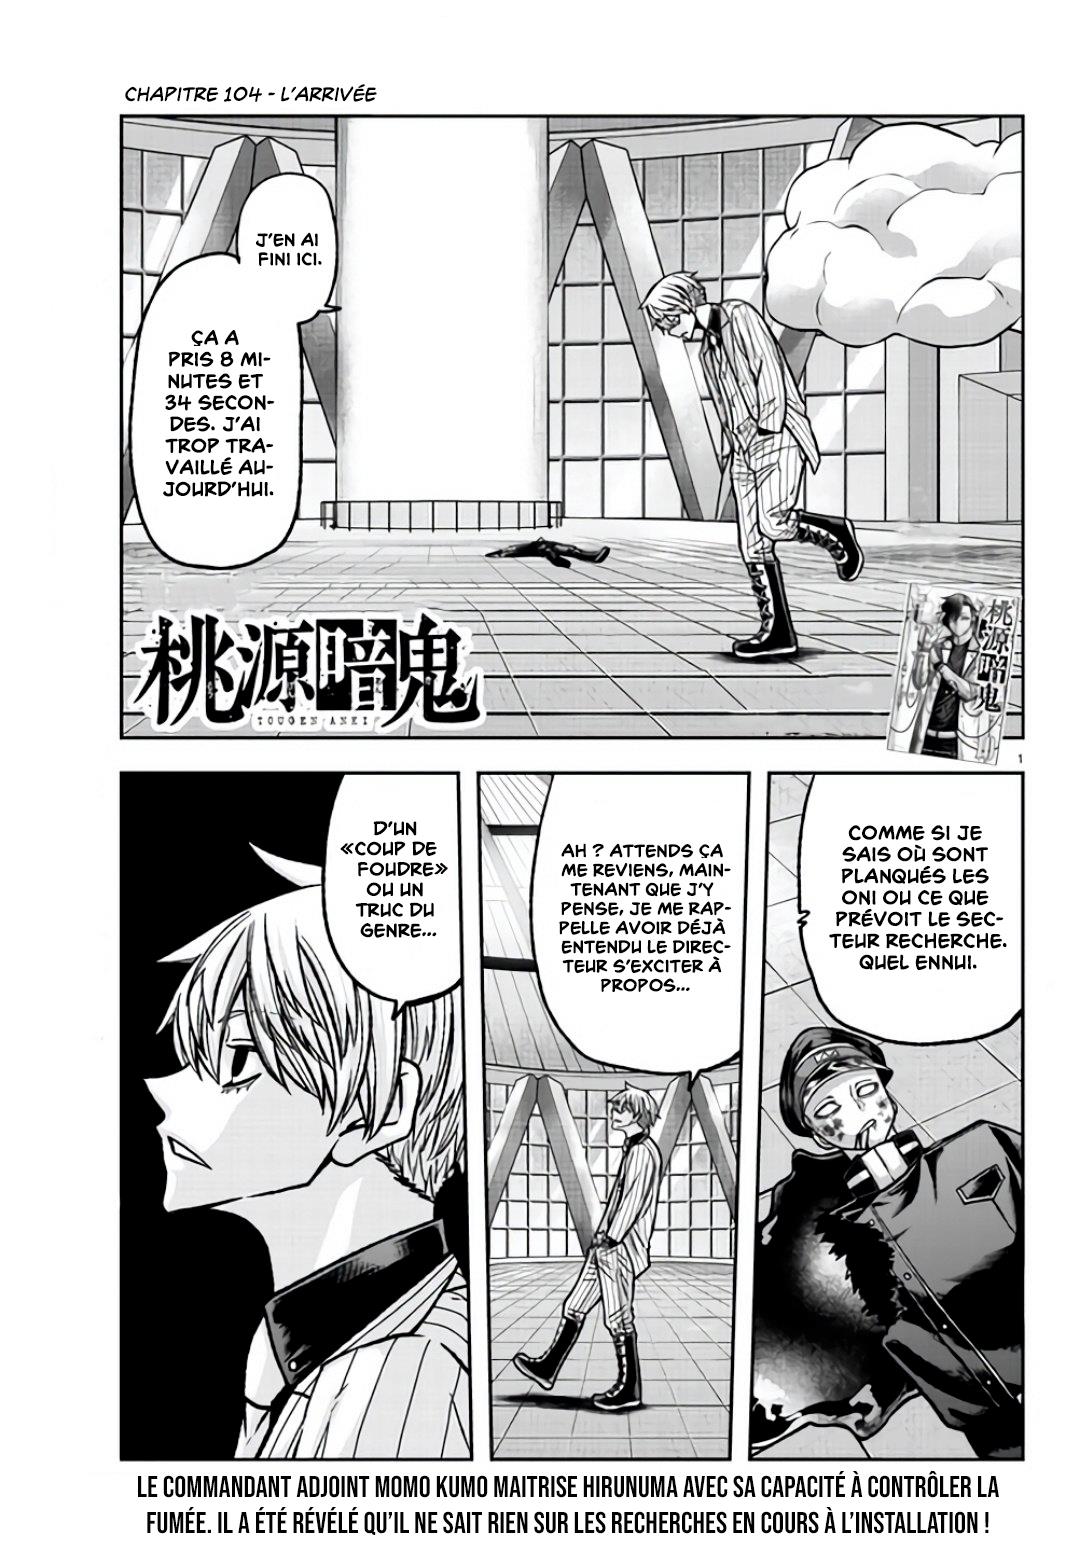 CHAPITRE 104 - L'ARRIVÉE
J'EN AI
FINI ICI.
ÇA A
PRIS 8 MI-
NUTES ET
34 SECON-
DES. J'AI
TROP TRA-
VAILLÉ AU-
JOURD'HUI.
桃源暗鬼
TOUGEN ANKI
桃源暗鬼
1
COMME SI JE
SAIS OÙ SONT
PLANQUÉS LES
ONI OU CE QUE
PRÉVOIT LE SEC-
TEUR RECHERCHE.
QUEL ENNUI.
AH ? ATTENDS ÇA
ME REVIENS, MAIN-
TENANT QUE J'Y
PENSE, JE ME RAP-
PELLE AVOIR DÉJÀ
ENTENDU LE DIREC-
TEUR S'EXCITER À
PROPOS...
D'UN
«COUP DE
FOUDRE»
OU UN
TRUC DU
GENRE...
LE COMMANDANT ADJOINT MOMO KUMO MAITRISE HIRUNUMA AVEC SA CAPACITÉ À CONTRÔLER LA
FUMÉE. IL A ÉTÉ RÉVÉLÉ QU'IL NE SAIT RIEN SUR LES RECHERCHES EN COURS À L'INSTALLATION !